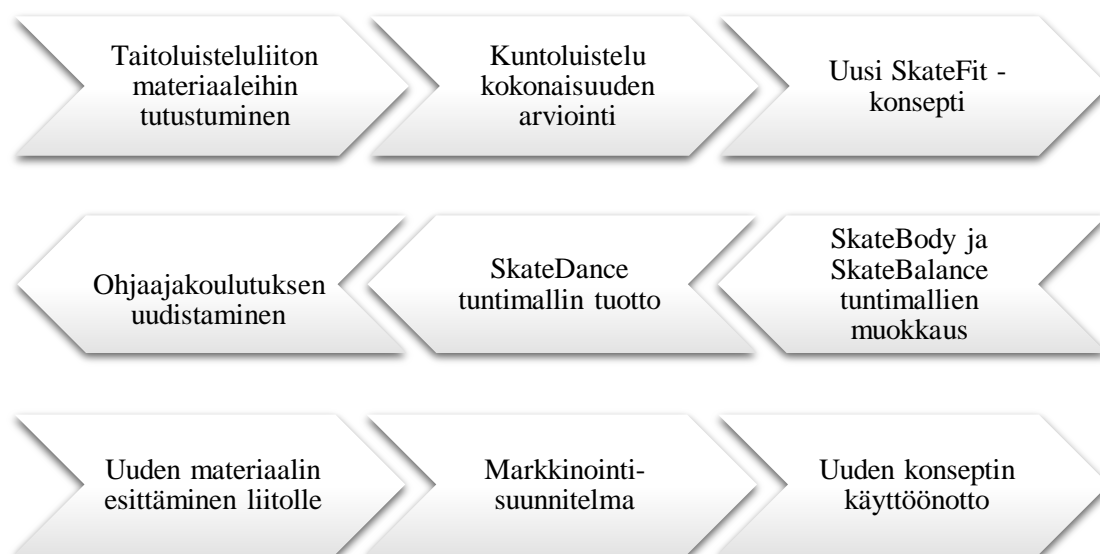 Taitoluisteluliiton
materiaaleihin
tutustuminen
Kuntoluistelu
kokonaisuuden
arviointi
Uusi SkateFit -
konsepti
SkateBody ja
SkateBalance
tuntimallien
muokkaus
SkateDance
tuntimallin tuotto
Ohjaajakoulutuksen
uudistaminen
Uuden materiaalin
esittäminen liitolle
Markkinointi-
suunnitelma
Uuden konseptin
käyttöönotto